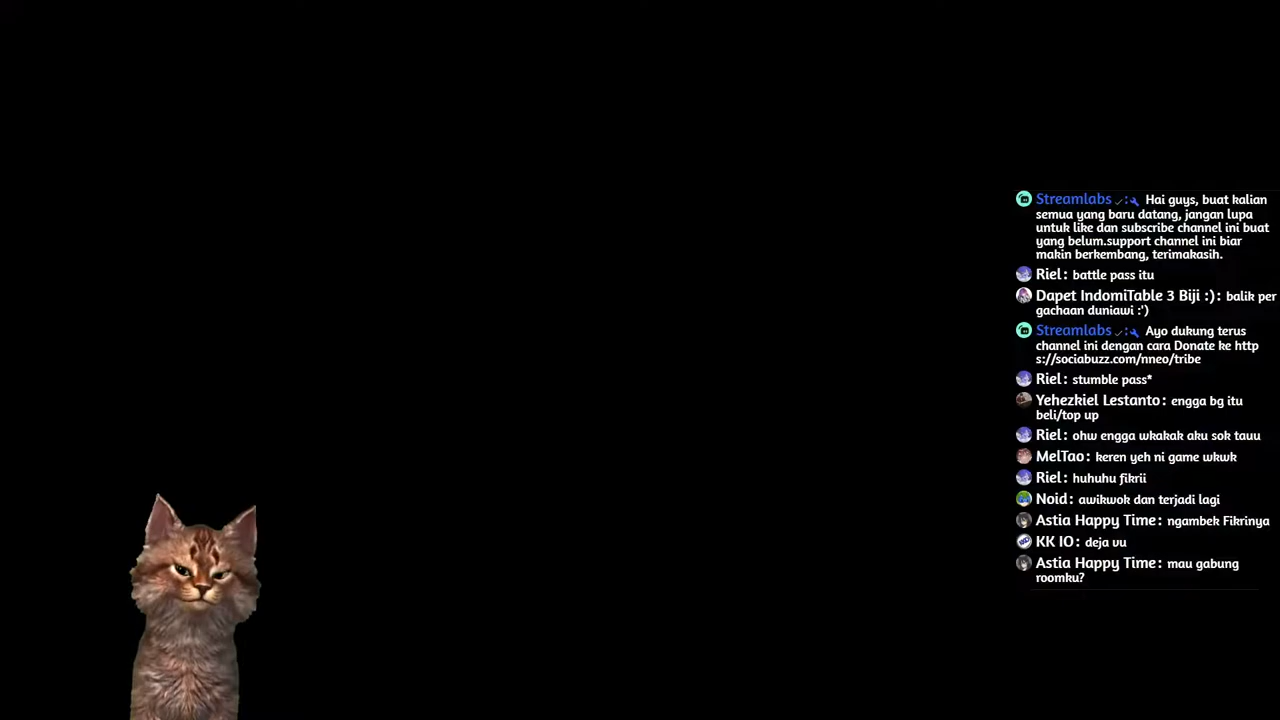 Streamlabs : Hai guys, buat kalian
semua yang baru datang, jangan lupa
untuk like dan subscribe channel ini buat
yang belum.support channel ini biar
makin berkembang, terimakasih.
Riel: battle pass itu
Dapet IndomiTable 3 Biji :): balik per
gachaan duniawi :')
Streamlabs : Ayo dukung terus
channel ini dengan cara Donate ke http
s://sociabuzz.com/nneo/tribe
Riel: stumble pass*
Yehezkiel Lestanto: engga bg itu
beli/top up
Riel: ohw engga wkakak aku sok tauu
MelTao: keren yeh ni game wkwk
Riel: huhuhu fikrii
Noid: awikwok dan terjadi lagi
Astia Happy Time: ngambek Fikrinya
KK IO: deja vu
Astia Happy Time: mau gabung
roomku?